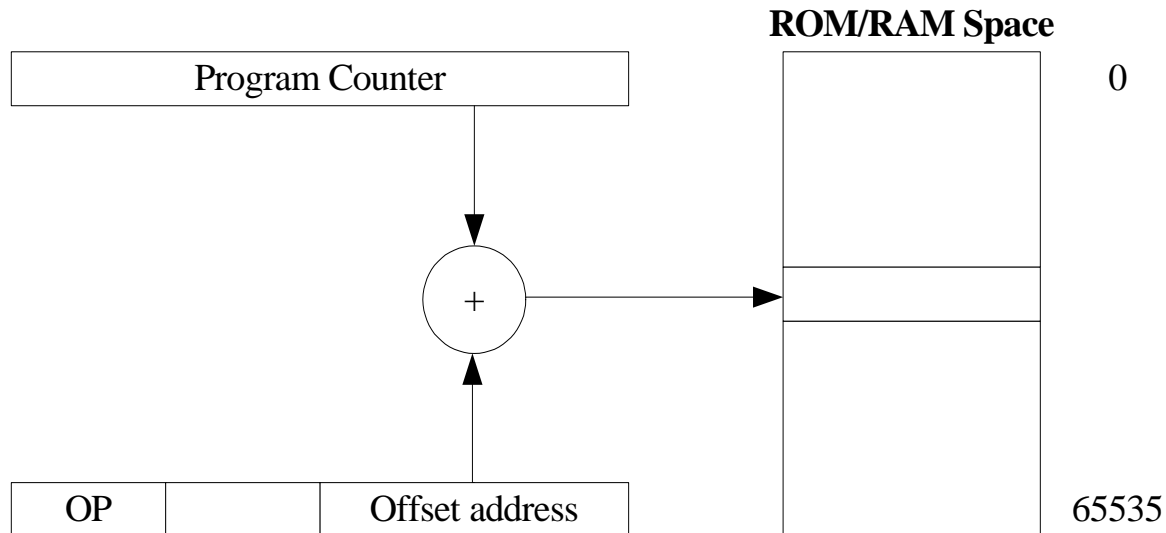 ROM/RAM Space
Program Counter
0
+
OP
Offset address
65535